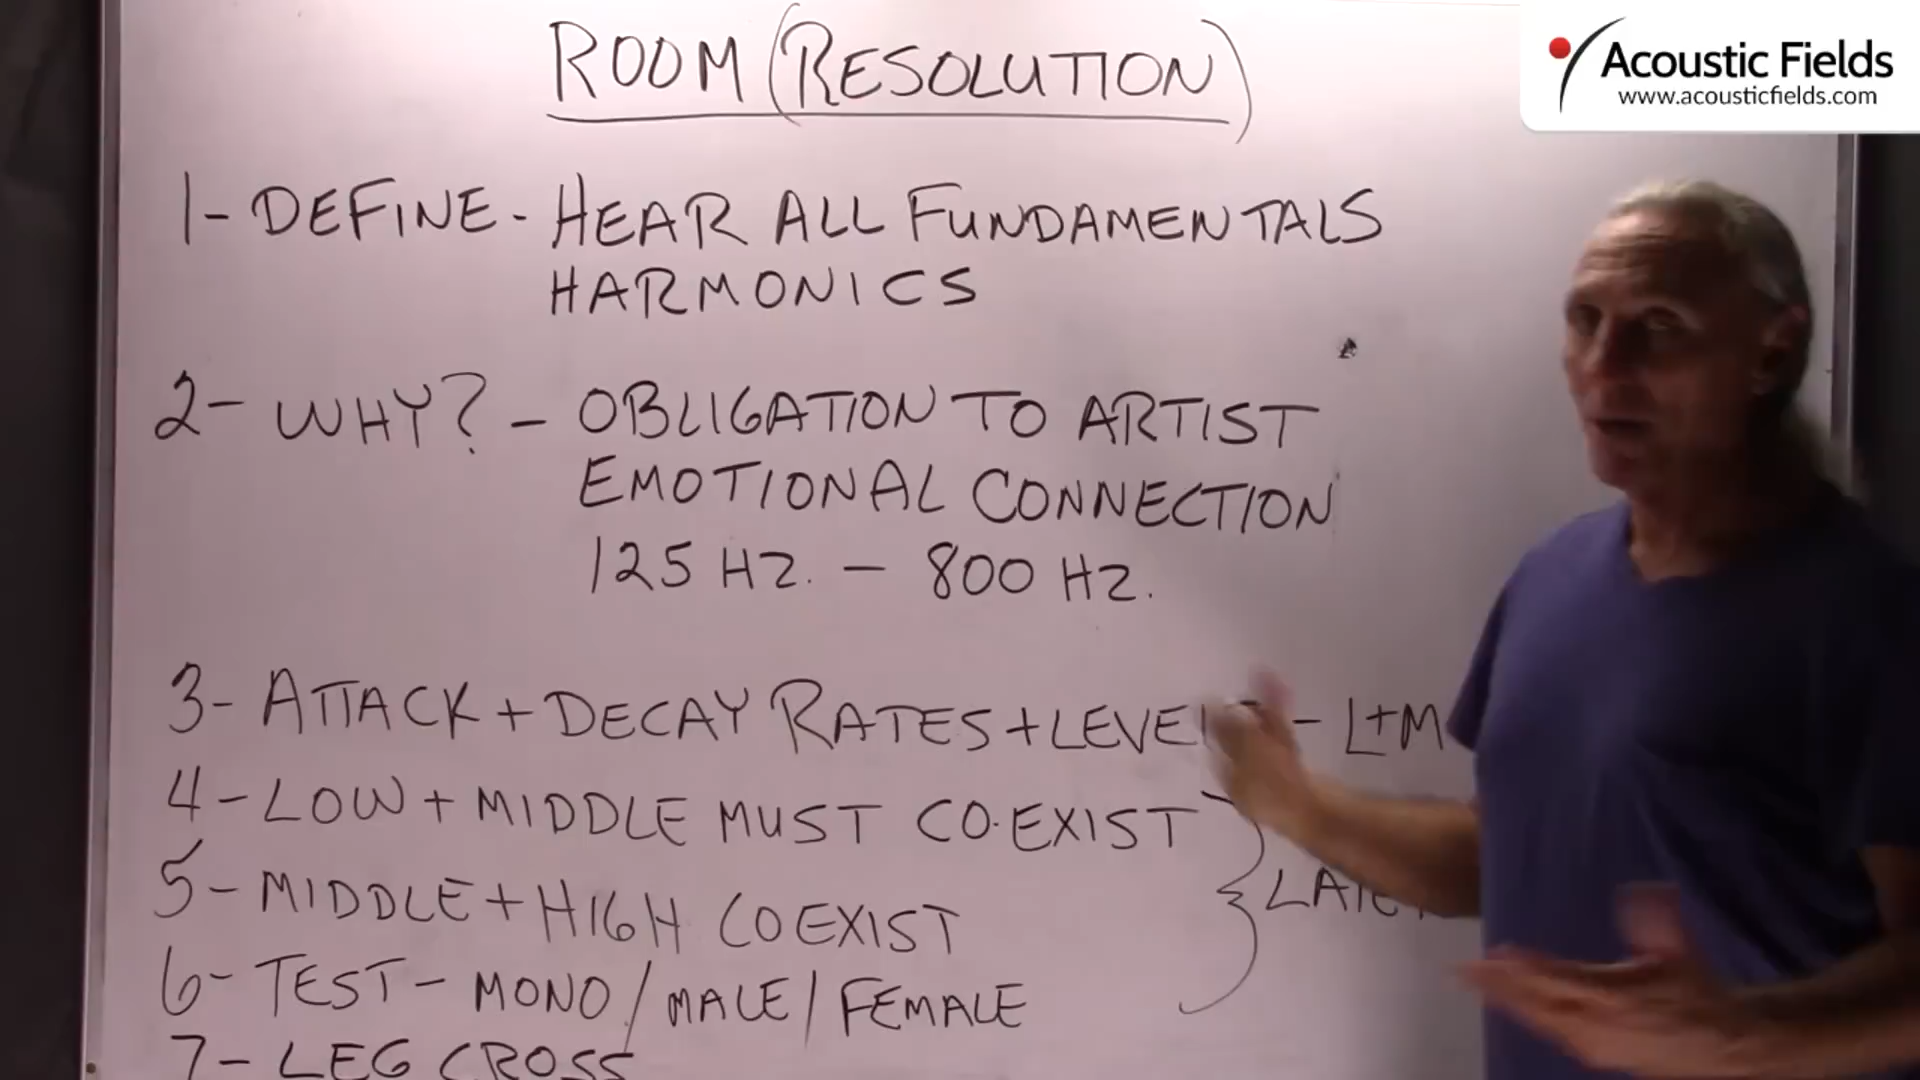 ROOM (RESOLUTION)
Acoustic Fields
www.acousticfields.com
1- DEFINE - HEAR ALL FUNDAMENTALS
HARMONICS
2- WHY? - OBLIGATION TO ARTIST
EMOTIONAL CONNECTION
125 HZ. - 800 HZ.
3- ATTACK + DECAY RATES + LEVEL - L+M
4- LOW + MIDDLE MUST CO-EXIST
5- MIDDLE + HIGH COEXIST
6- TEST - MONO / MALE / FEMALE
7- LEG CROSS